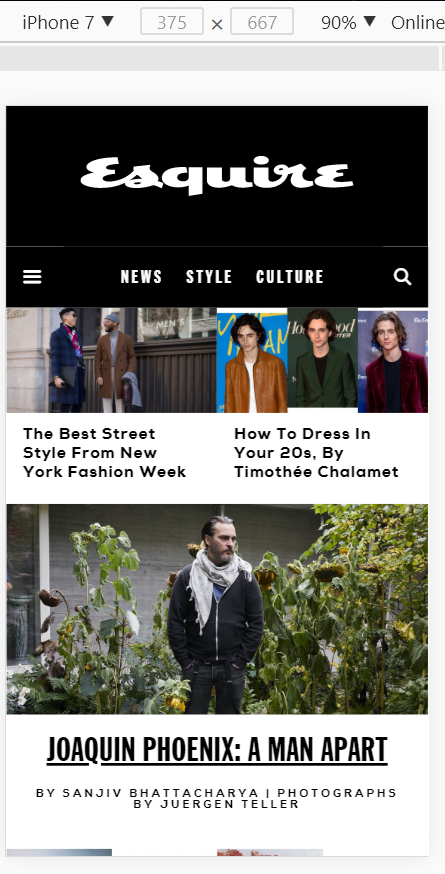 iPhone 7 ▼ 375 × 667 90% ▼ Online
Esquire
NEWS STYLE CULTURE
MEN'S
The Best Street
Style From New
York Fashion Week
How To Dress In
Your 20s, By
Timothée Chalamet
JOAQUIN PHOENIX: A MAN APART
BY SANJIV BHATTACHARYA | PHOTOGRAPHS
BY JUERGEN TELLER